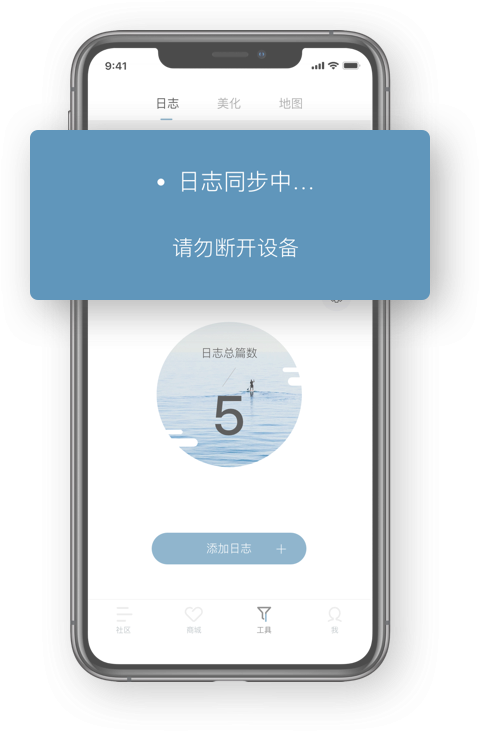 9:41
日志
美化
地图
日志同步中...
请勿断开设备
日志总篇数
5
添加日志 +
社区
商城
工具
我